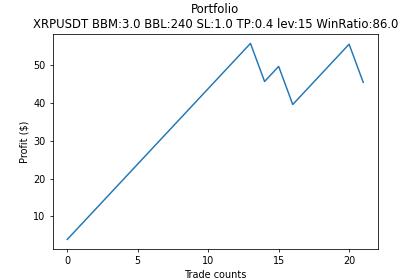 Portfolio
XRPUSDT BBM:3.0 BBL:240 SL:1.0 TP:0.4 lev:15 WinRatio:86.0
50
40
30
20
10
Profit ($)
0 5 10 15 20
Trade counts